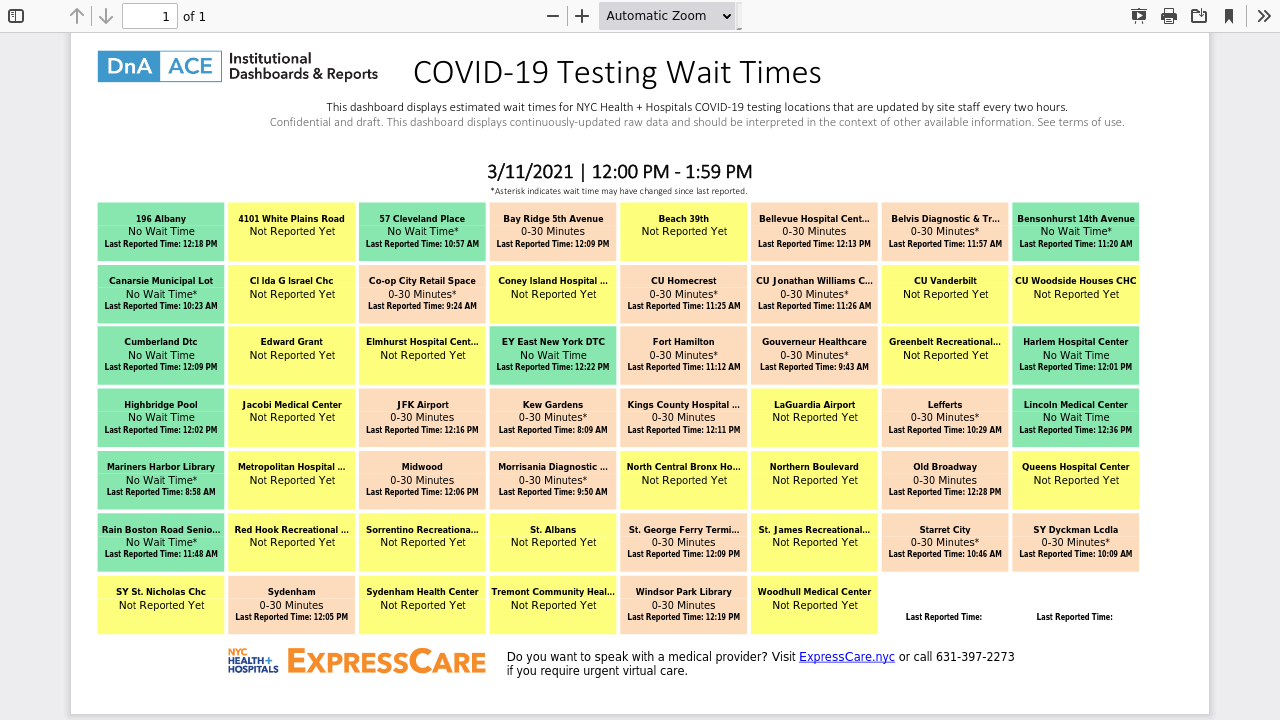 1 of 1 Automatic Zoom
DnA ACE Institutional Dashboards & Reports
COVID-19 Testing Wait Times
This dashboard displays estimated wait times for NYC Health + Hospitals COVID-19 testing locations that are updated by site staff every two hours.
Confidential and draft. This dashboard displays continuously-updated raw data and should be interpreted in the context of other available information. See terms of use.
3/11/2021 | 12:00 PM - 1:59 PM
*Asterisk indicates wait time may have changed since last reported.
196 Albany
No Wait Time
Last Reported Time: 12:18 PM
4101 White Plains Road
Not Reported Yet
57 Cleveland Place
No Wait Time*
Last Reported Time: 10:57 AM
Bay Ridge 5th Avenue
0-30 Minutes
Last Reported Time: 12:09 PM
Beach 39th
Not Reported Yet
Bellevue Hospital Cent...
0-30 Minutes
Last Reported Time: 12:13 PM
Belvis Diagnostic & Tr...
0-30 Minutes*
Last Reported Time: 11:57 AM
Bensonhurst 14th Avenue
No Wait Time*
Last Reported Time: 11:20 AM
Canarsie Municipal Lot
No Wait Time*
Last Reported Time: 10:23 AM
CI Ida G Israel Chc
Not Reported Yet
Co-op City Retail Space
0-30 Minutes*
Last Reported Time: 9:24 AM
Coney Island Hospital ...
Not Reported Yet
CU Homecrest
0-30 Minutes*
Last Reported Time: 11:25 AM
CU Jonathan Williams C...
0-30 Minutes*
Last Reported Time: 11:26 AM
CU Vanderbilt
Not Reported Yet
CU Woodside Houses CHC
Not Reported Yet
Cumberland Dtc
No Wait Time
Last Reported Time: 12:09 PM
Edward Grant
Not Reported Yet
Elmhurst Hospital Cent...
Not Reported Yet
EY East New York DTC
No Wait Time
Last Reported Time: 12:22 PM
Fort Hamilton
0-30 Minutes*
Last Reported Time: 11:12 AM
Gouverneur Healthcare
0-30 Minutes*
Last Reported Time: 9:43 AM
Greenbelt Recreational...
Not Reported Yet
Harlem Hospital Center
No Wait Time
Last Reported Time: 12:01 PM
Highbridge Pool
No Wait Time
Last Reported Time: 12:02 PM
Jacobi Medical Center
Not Reported Yet
JFK Airport
0-30 Minutes
Last Reported Time: 12:16 PM
Kew Gardens
0-30 Minutes*
Last Reported Time: 8:09 AM
Kings County Hospital ...
0-30 Minutes
Last Reported Time: 12:11 PM
LaGuardia Airport
Not Reported Yet
Lefferts
0-30 Minutes*
Last Reported Time: 10:29 AM
Lincoln Medical Center
No Wait Time
Last Reported Time: 12:36 PM
Mariners Harbor Library
No Wait Time*
Last Reported Time: 8:58 AM
Metropolitan Hospital ...
Not Reported Yet
Midwood
0-30 Minutes
Last Reported Time: 12:06 PM
Morrisania Diagnostic ...
0-30 Minutes*
Last Reported Time: 9:50 AM
North Central Bronx Ho...
Not Reported Yet
Northern Boulevard
Not Reported Yet
Old Broadway
0-30 Minutes
Last Reported Time: 12:28 PM
Queens Hospital Center
Not Reported Yet
Rain Boston Road Senio...
No Wait Time*
Last Reported Time: 11:48 AM
Red Hook Recreational ...
Not Reported Yet
Sorrentino Recreationa...
Not Reported Yet
St. Albans
Not Reported Yet
St. George Ferry Termi...
0-30 Minutes
Last Reported Time: 12:09 PM
St. James Recreational...
Not Reported Yet
Starret City
0-30 Minutes*
Last Reported Time: 10:46 AM
SY Dyckman Lcdla
0-30 Minutes*
Last Reported Time: 10:09 AM
SY St. Nicholas Chc
Not Reported Yet
Sydenham
0-30 Minutes
Last Reported Time: 12:05 PM
Sydenham Health Center
Not Reported Yet
Tremont Community Heal...
Not Reported Yet
Windsor Park Library
0-30 Minutes
Last Reported Time: 12:19 PM
Woodhull Medical Center
Not Reported Yet
Last Reported Time:
Last Reported Time:
NYC
HEALTH+
HOSPITALS
EXPRESSCARE
Do you want to speak with a medical provider? Visit ExpressCare.nyc or call 631-397-2273
if you require urgent virtual care.